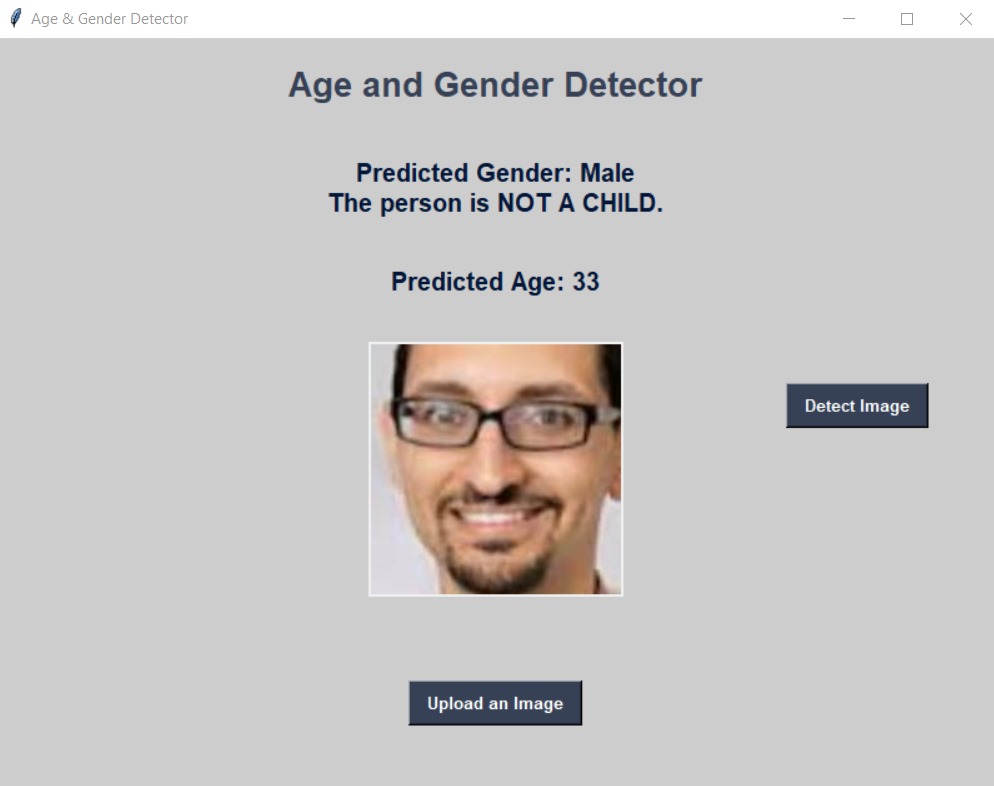 Age & Gender Detector
Age and Gender Detector
Predicted Gender: Male
The person is NOT A CHILD.
Predicted Age: 33
Detect Image
Upload an Image